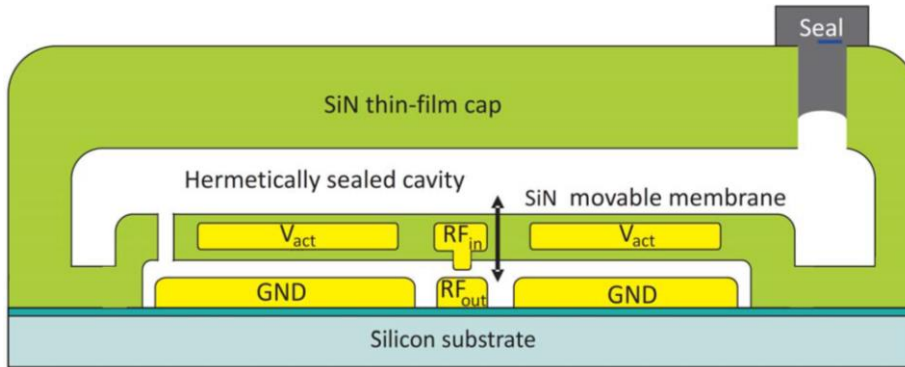 Seal
SiN thin-film cap
Hermetically sealed cavity
SiN movable membrane
Vact
RFin
Vact
GND
RFout
GND
Silicon substrate